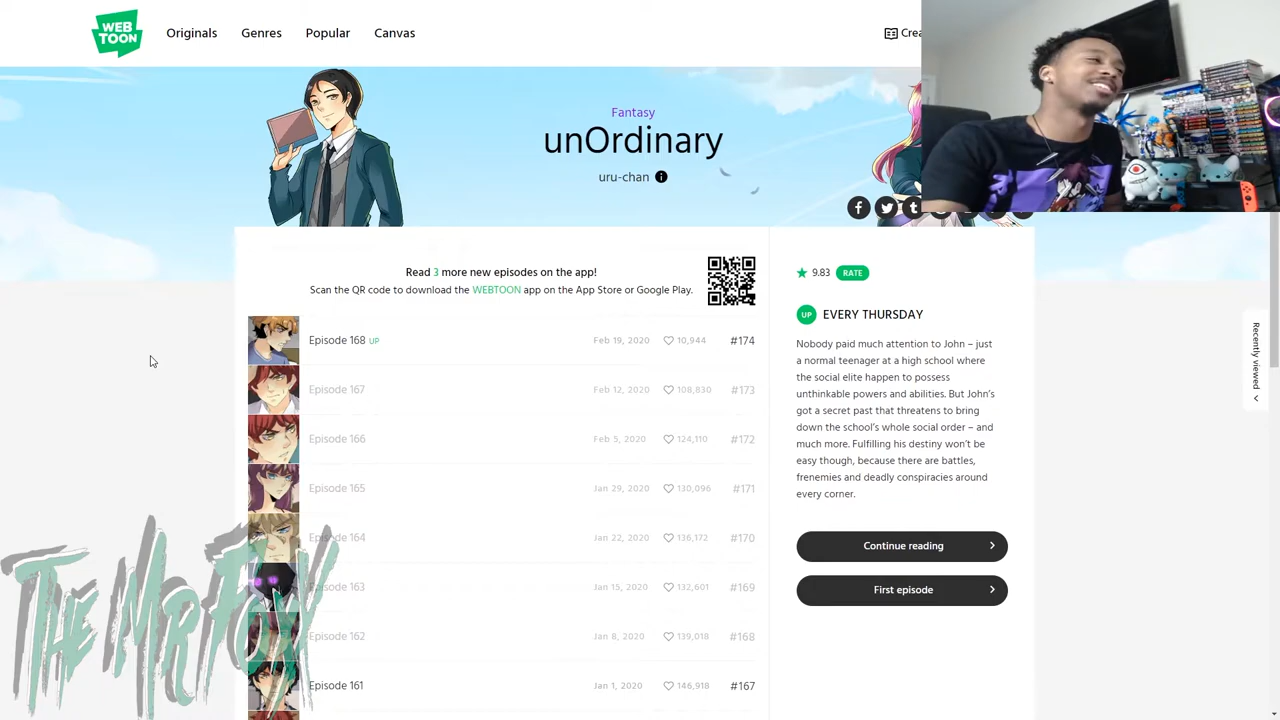 WEB
TOON
Originals
Genres
Popular
Canvas
Crea
Fantasy
unOrdinary
uru-chan
Read 3 more new episodes on the app!
Scan the QR code to download the WEBTOON app on the App Store or Google Play.
Episode 168 UP
Feb 19, 2020
10,944
#174
Episode 167
Feb 12, 2020
108,830
#173
Episode 166
Feb 5, 2020
124,110
#172
Episode 165
Jan 29, 2020
130,096
#171
Episode 164
Jan 22, 2020
136,172
#170
Episode 163
Jan 15, 2020
132,601
#169
Episode 162
Jan 8, 2020
139,018
#168
Episode 161
Jan 1, 2020
146,918
#167
9.83
RATE
UP
EVERY THURSDAY
Nobody paid much attention to John – just
a normal teenager at a high school where
the social elite happen to possess
unthinkable powers and abilities. But John’s
got a secret past that threatens to bring
down the school’s whole social order – and
much more. Fulfilling his destiny won’t be
easy though, because there are battles,
frenemies and deadly conspiracies around
every corner.
Continue reading
First episode
Recently viewed
THE MR FOX